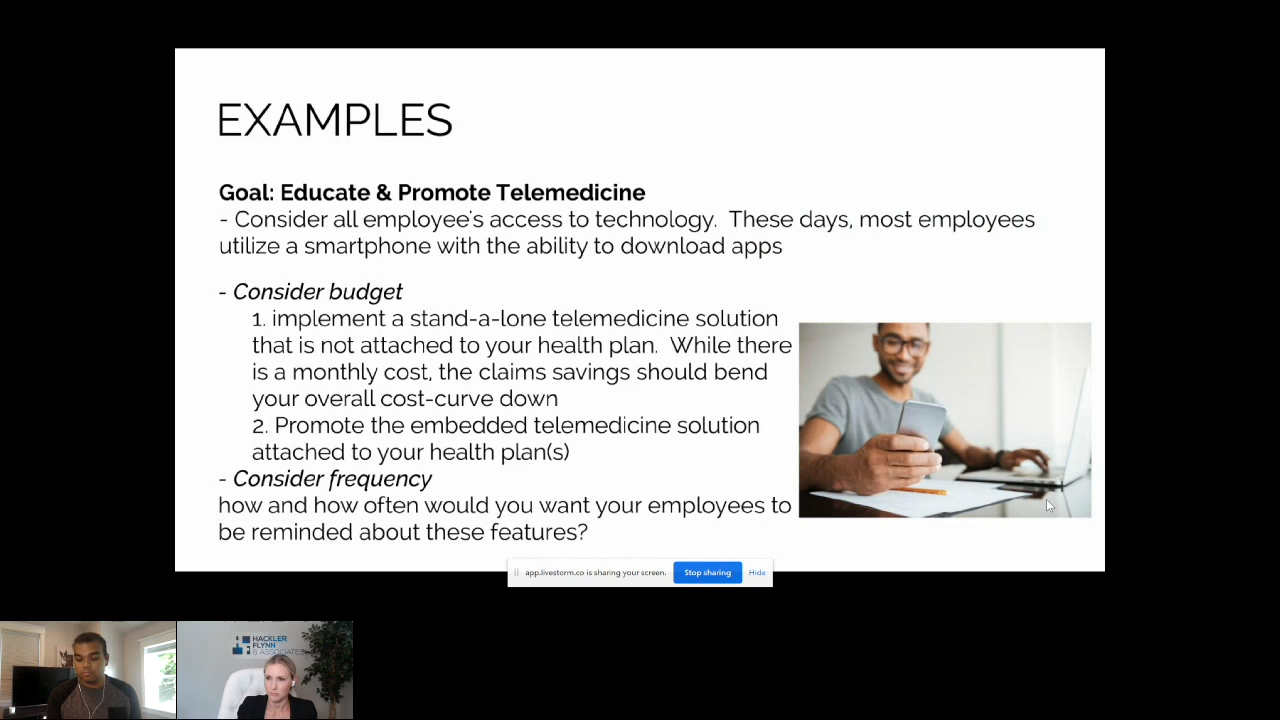 EXAMPLES
Goal: Educate & Promote Telemedicine
- Consider all employee's access to technology.  These days, most employees
utilize a smartphone with the ability to download apps
- Consider budget
1. implement a stand-a-lone telemedicine solution
that is not attached to your health plan.  While there
is a monthly cost, the claims savings should bend
your overall cost-curve down
2. Promote the embedded telemedicine solution
attached to your health plan(s)
- Consider frequency
how and how often would you want your employees to
be reminded about these features?
app.livestorm.co is sharing your screen.
Stop sharing
Hide
HACKLER
FLYNN
& ASSOCIATES